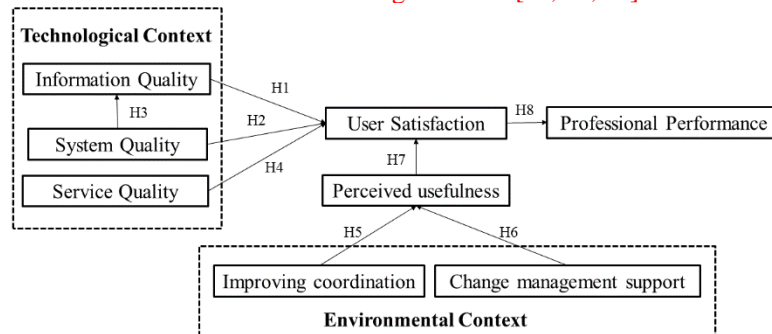 Technological Context
Information Quality
H1
H3
H2
User Satisfaction
H8
Professional Performance
System Quality
H4
H7
Service Quality
Perceived usefulness
H5
H6
Improving coordination
Change management support
Environmental Context